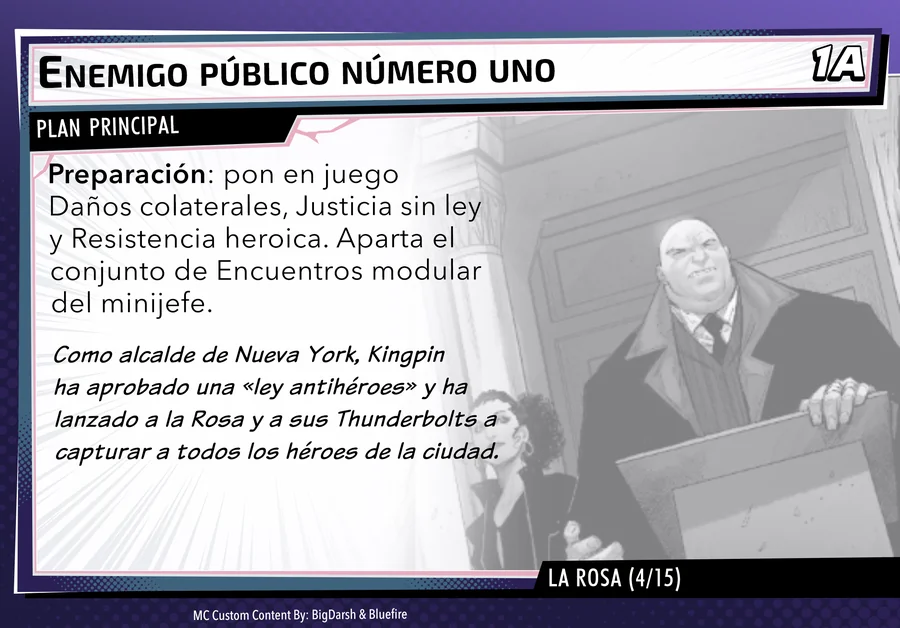 Enemigo público número uno
1A
PLAN PRINCIPAL
Preparación: pon en juego
Daños colaterales, Justicia sin ley
y Resistencia heroica. Aparta el
conjunto de Encuentros modular
del minijefe.
Como alcalde de Nueva York, Kingpin
ha aprobado una «ley antihéroes» y ha
lanzado a la Rosa y a sus Thunderbolts a
capturar a todos los héroes de la ciudad.
LA ROSA (4/15)
MC Custom Content By: BigDarsh & Bluefire